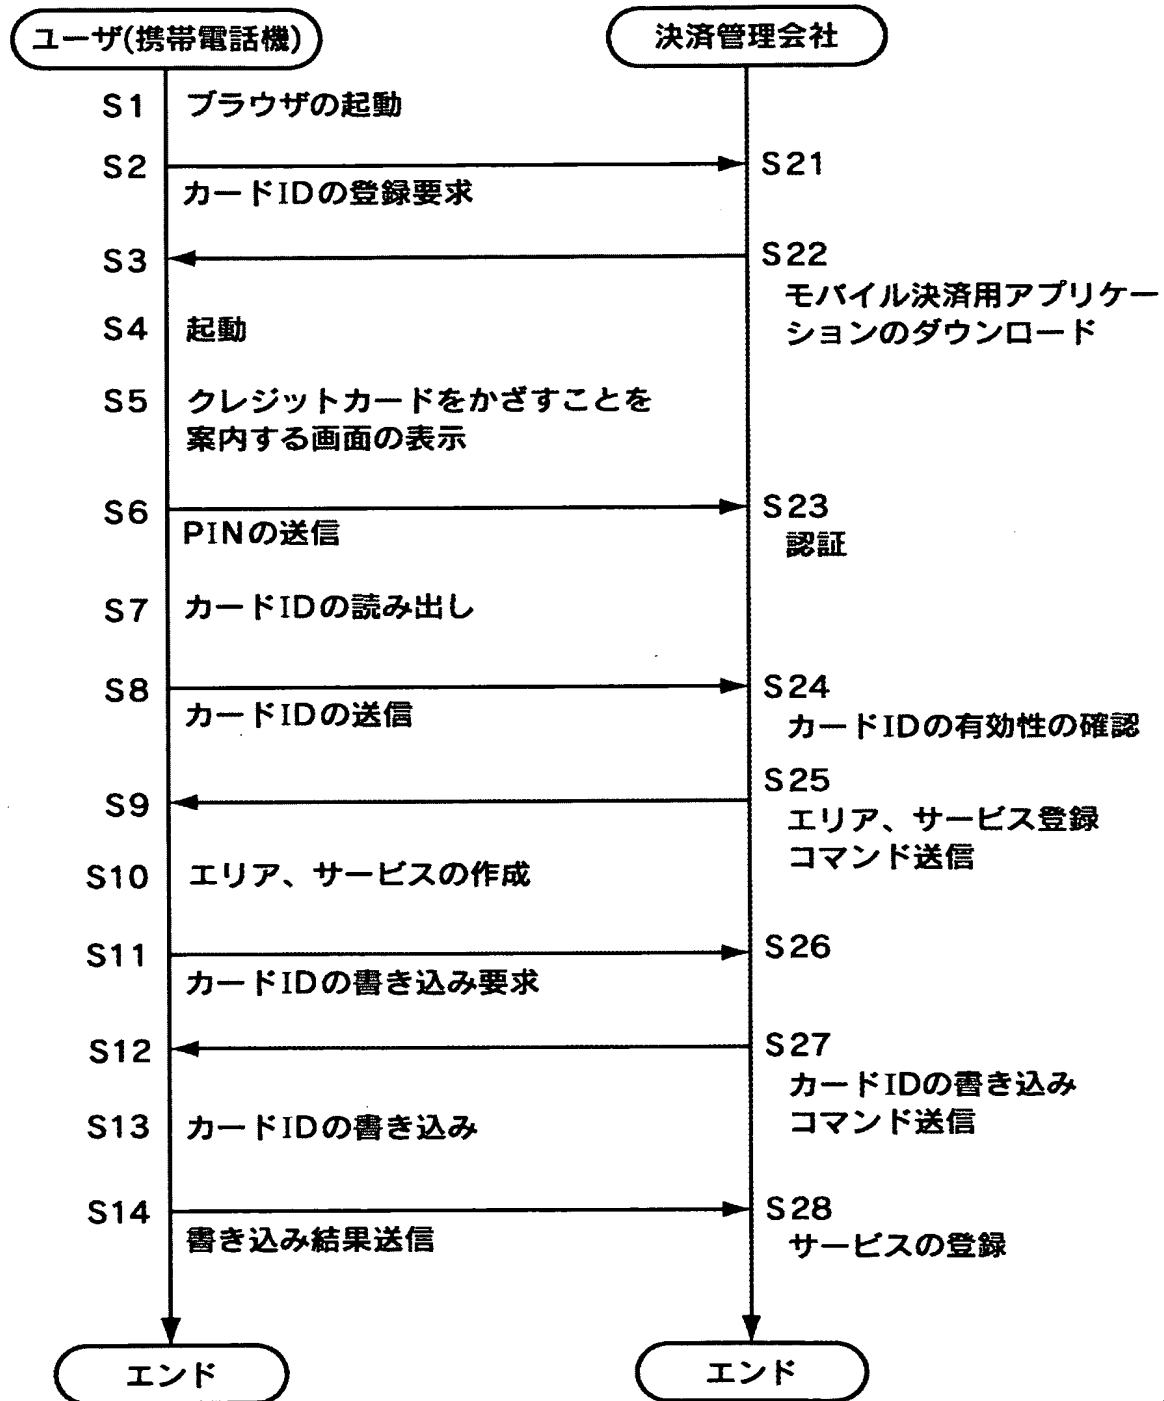 ユーザ(携帯電話機)
決済管理会社
S1 ブラウザの起動
S2
S21
カードIDの登録要求
S3
S22
モバイル決済用アプリケー
ションのダウンロード
S4 起動
S5 クレジットカードをかざすことを
案内する画面の表示
S6
S23
PINの送信
認証
S7 カードIDの読み出し
S8
S24
カードIDの送信
カードIDの有効性の確認
S9
S25
エリア、サービス登録
コマンド送信
S10 エリア、サービスの作成
S11
S26
カードIDの書き込み要求
S12
S27
カードIDの書き込み
コマンド送信
S13 カードIDの書き込み
S14
S28
書き込み結果送信
サービスの登録
エンド
エンド